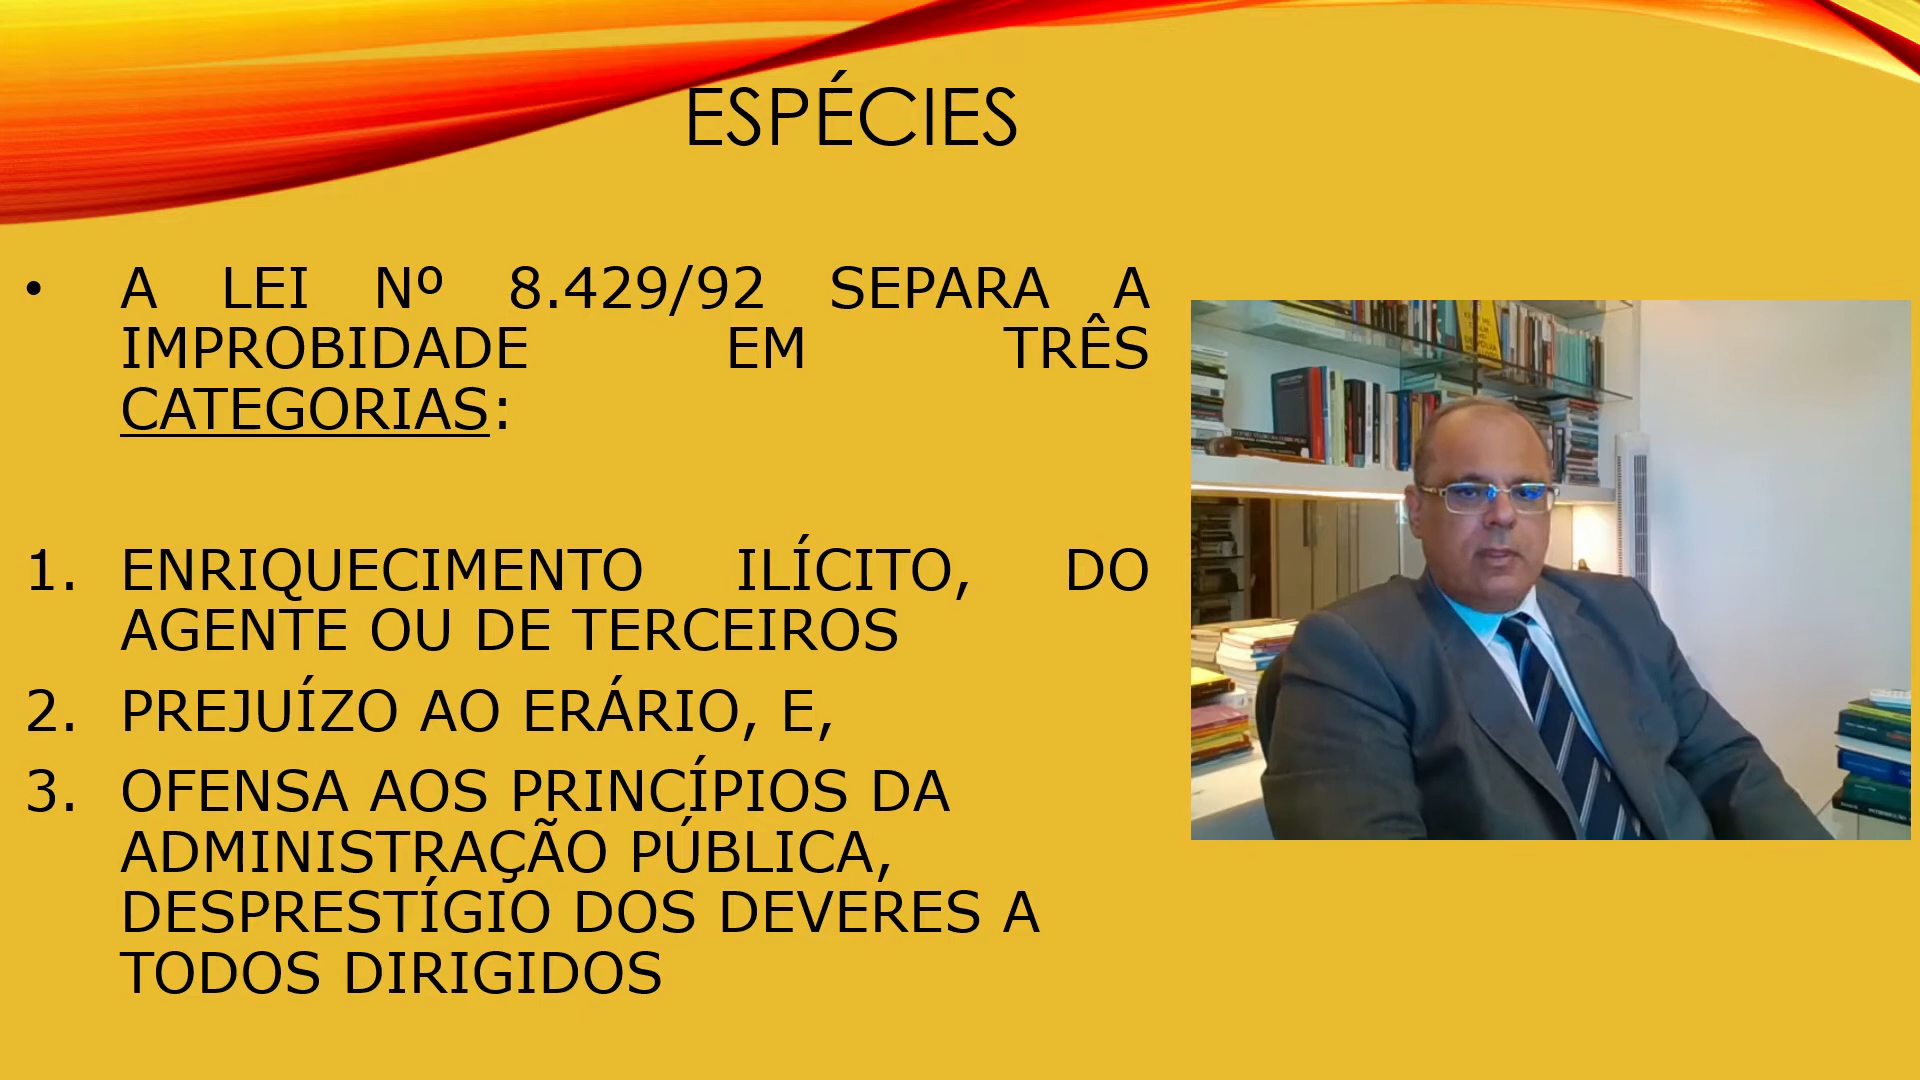 ESPÉCIES
• A LEI Nº 8.429/92 SEPARA A
IMPROBIDADE EM TRÊS
CATEGORIAS:
1. ENRIQUECIMENTO ILÍCITO, DO
AGENTE OU DE TERCEIROS
2. PREJUÍZO AO ERÁRIO, E,
3. OFENSA AOS PRINCÍPIOS DA
ADMINISTRAÇÃO PÚBLICA,
DESPRESTÍGIO DOS DEVERES A
TODOS DIRIGIDOS